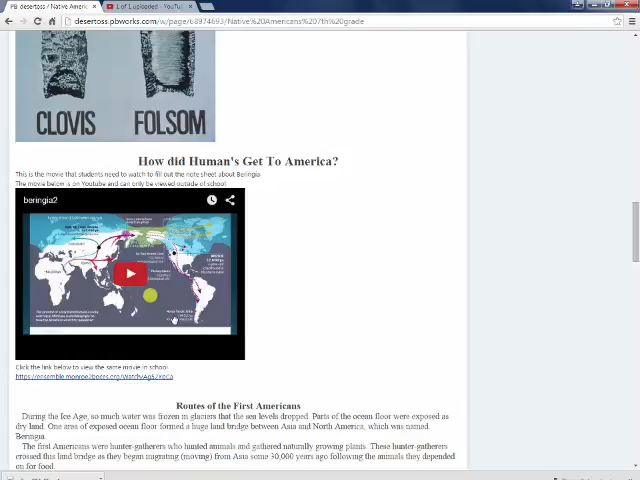 PB desertoss / Native Americ
1 of 1 uploaded - YouTu
desertoss.pbworks.com/w/page/68974693/Native%20Americans%207th%20grade
CLOVIS FOLSOM
How did Human's Get To America?
This is the movie that students need to watch to fill out the note sheet about Beringia
The movie below is on Youtube and can only be viewed outside of school
beringia2
Click the link below to view the same movie in school
Routes of the First Americans
During the Ice Age, so much water was frozen in glaciers that the sea levels dropped. Parts of the ocean floor were exposed as
dry land. One area of exposed ocean floor formed a huge land bridge between Asia and North America, which was named
Beringia.
The first Americans were hunter-gatherers who hunted animals and gathered naturally growing plants. These hunter-gatherers
crossed this land bridge as they began migrating (moving) from Asia some 30,000 years ago following the animals they depended
on for food